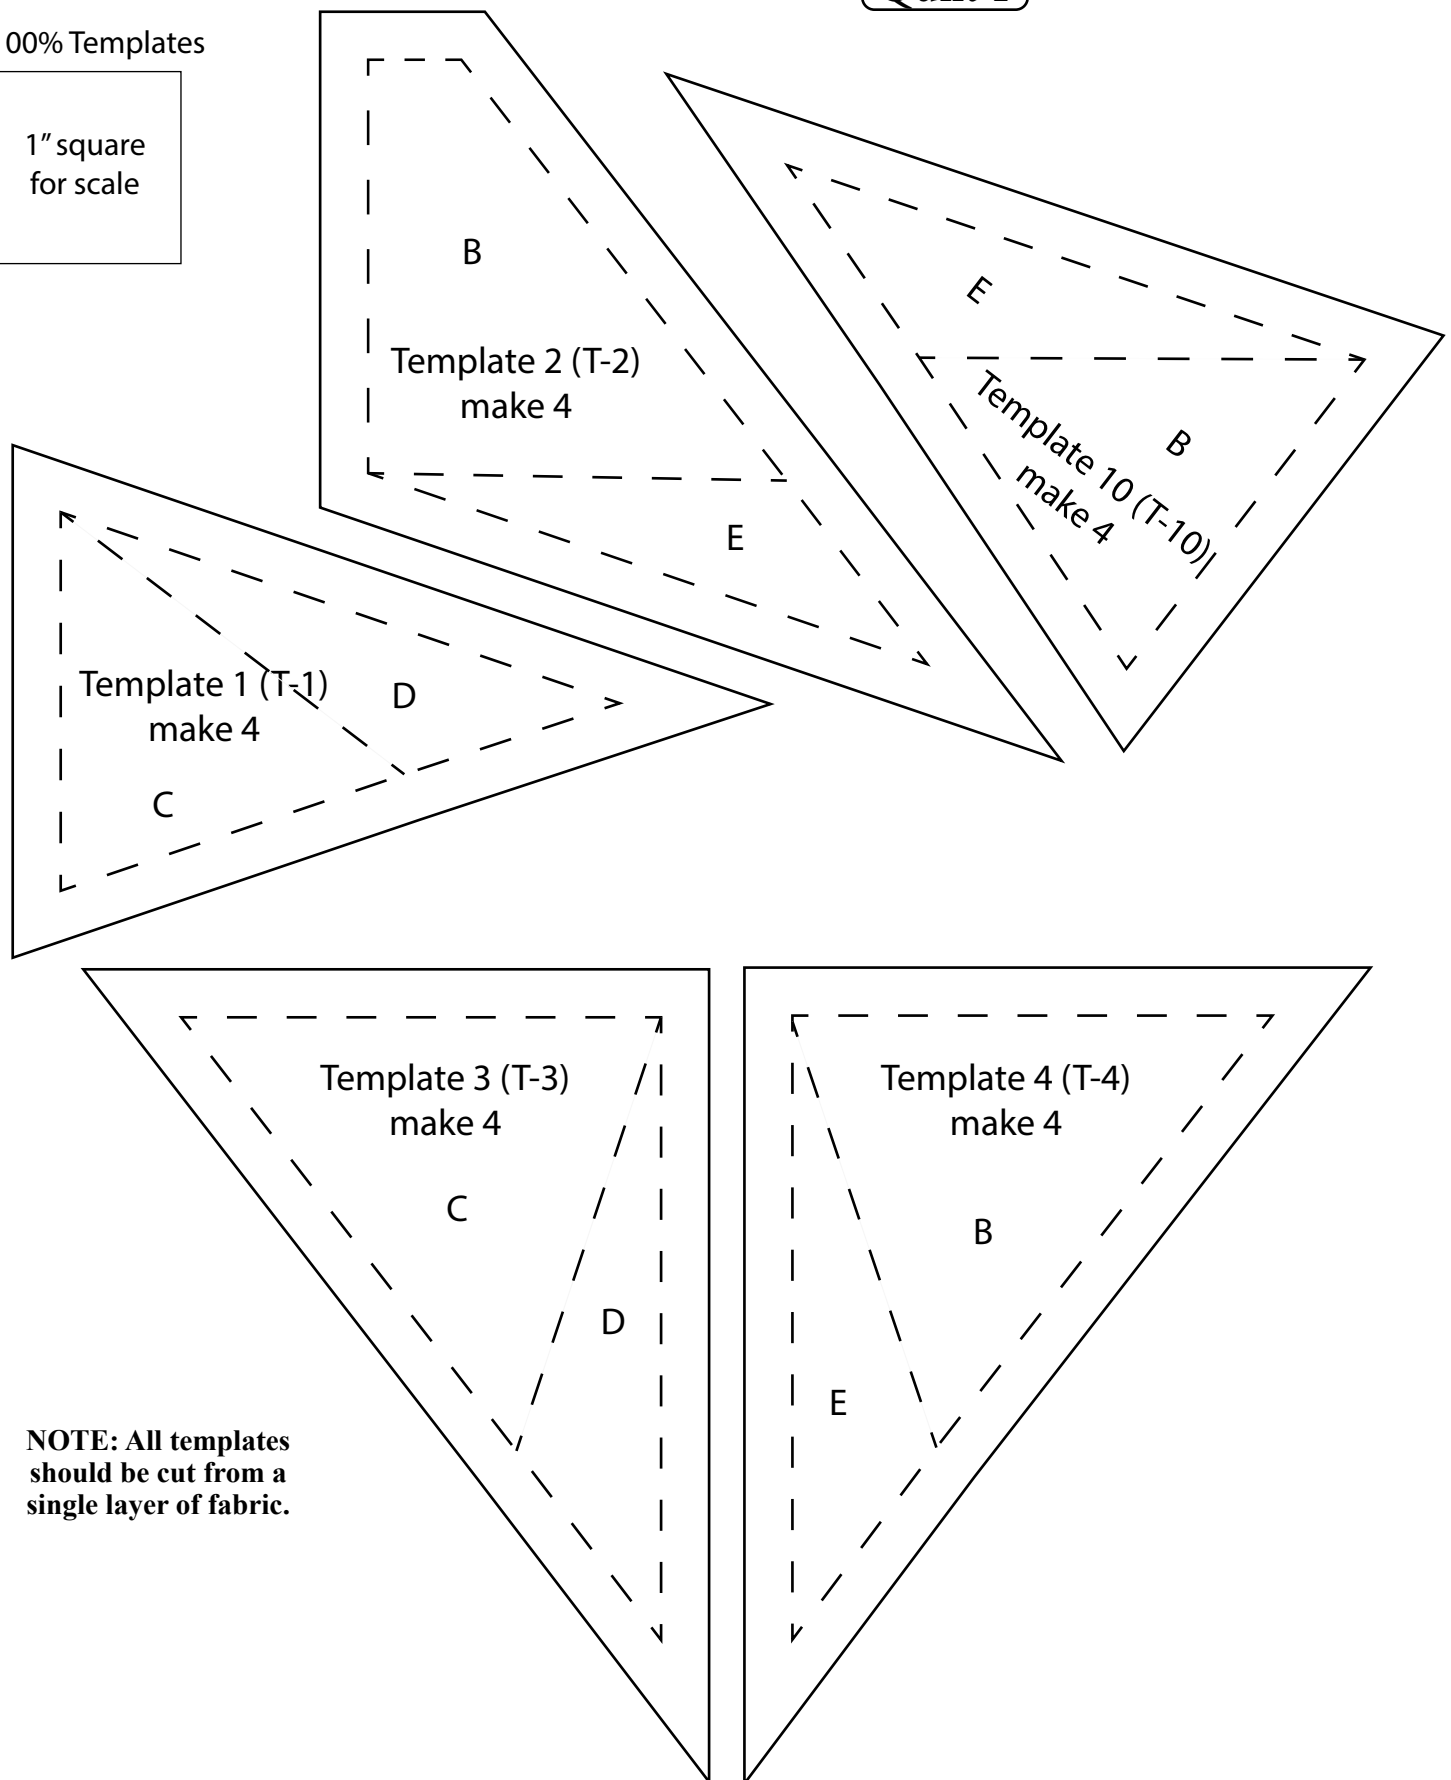 00% Templates
1" square
for scale
B
Template 2 (T-2)
make 4
E
E
B
Template 10 (T-10)
make 4
Template 1 (T-1)
make 4
D
C
Template 3 (T-3)
make 4
C
D
Template 4 (T-4)
make 4
B
E
NOTE: All templates
should be cut from a
single layer of fabric.